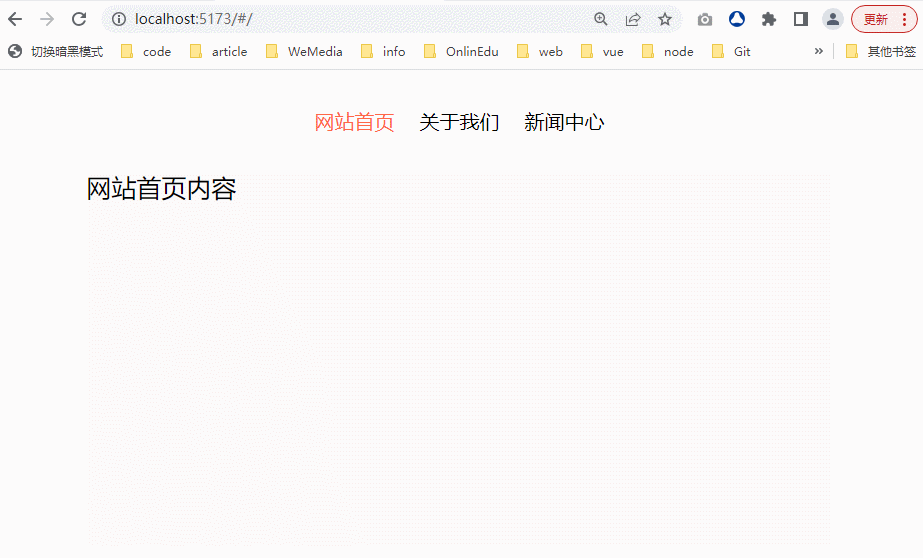 localhost:5173/#/ 更新
切换暗黑模式 code article WeMedia info OnlinEdu web vue node Git » 其他书签
网站首页 关于我们 新闻中心
网站首页内容